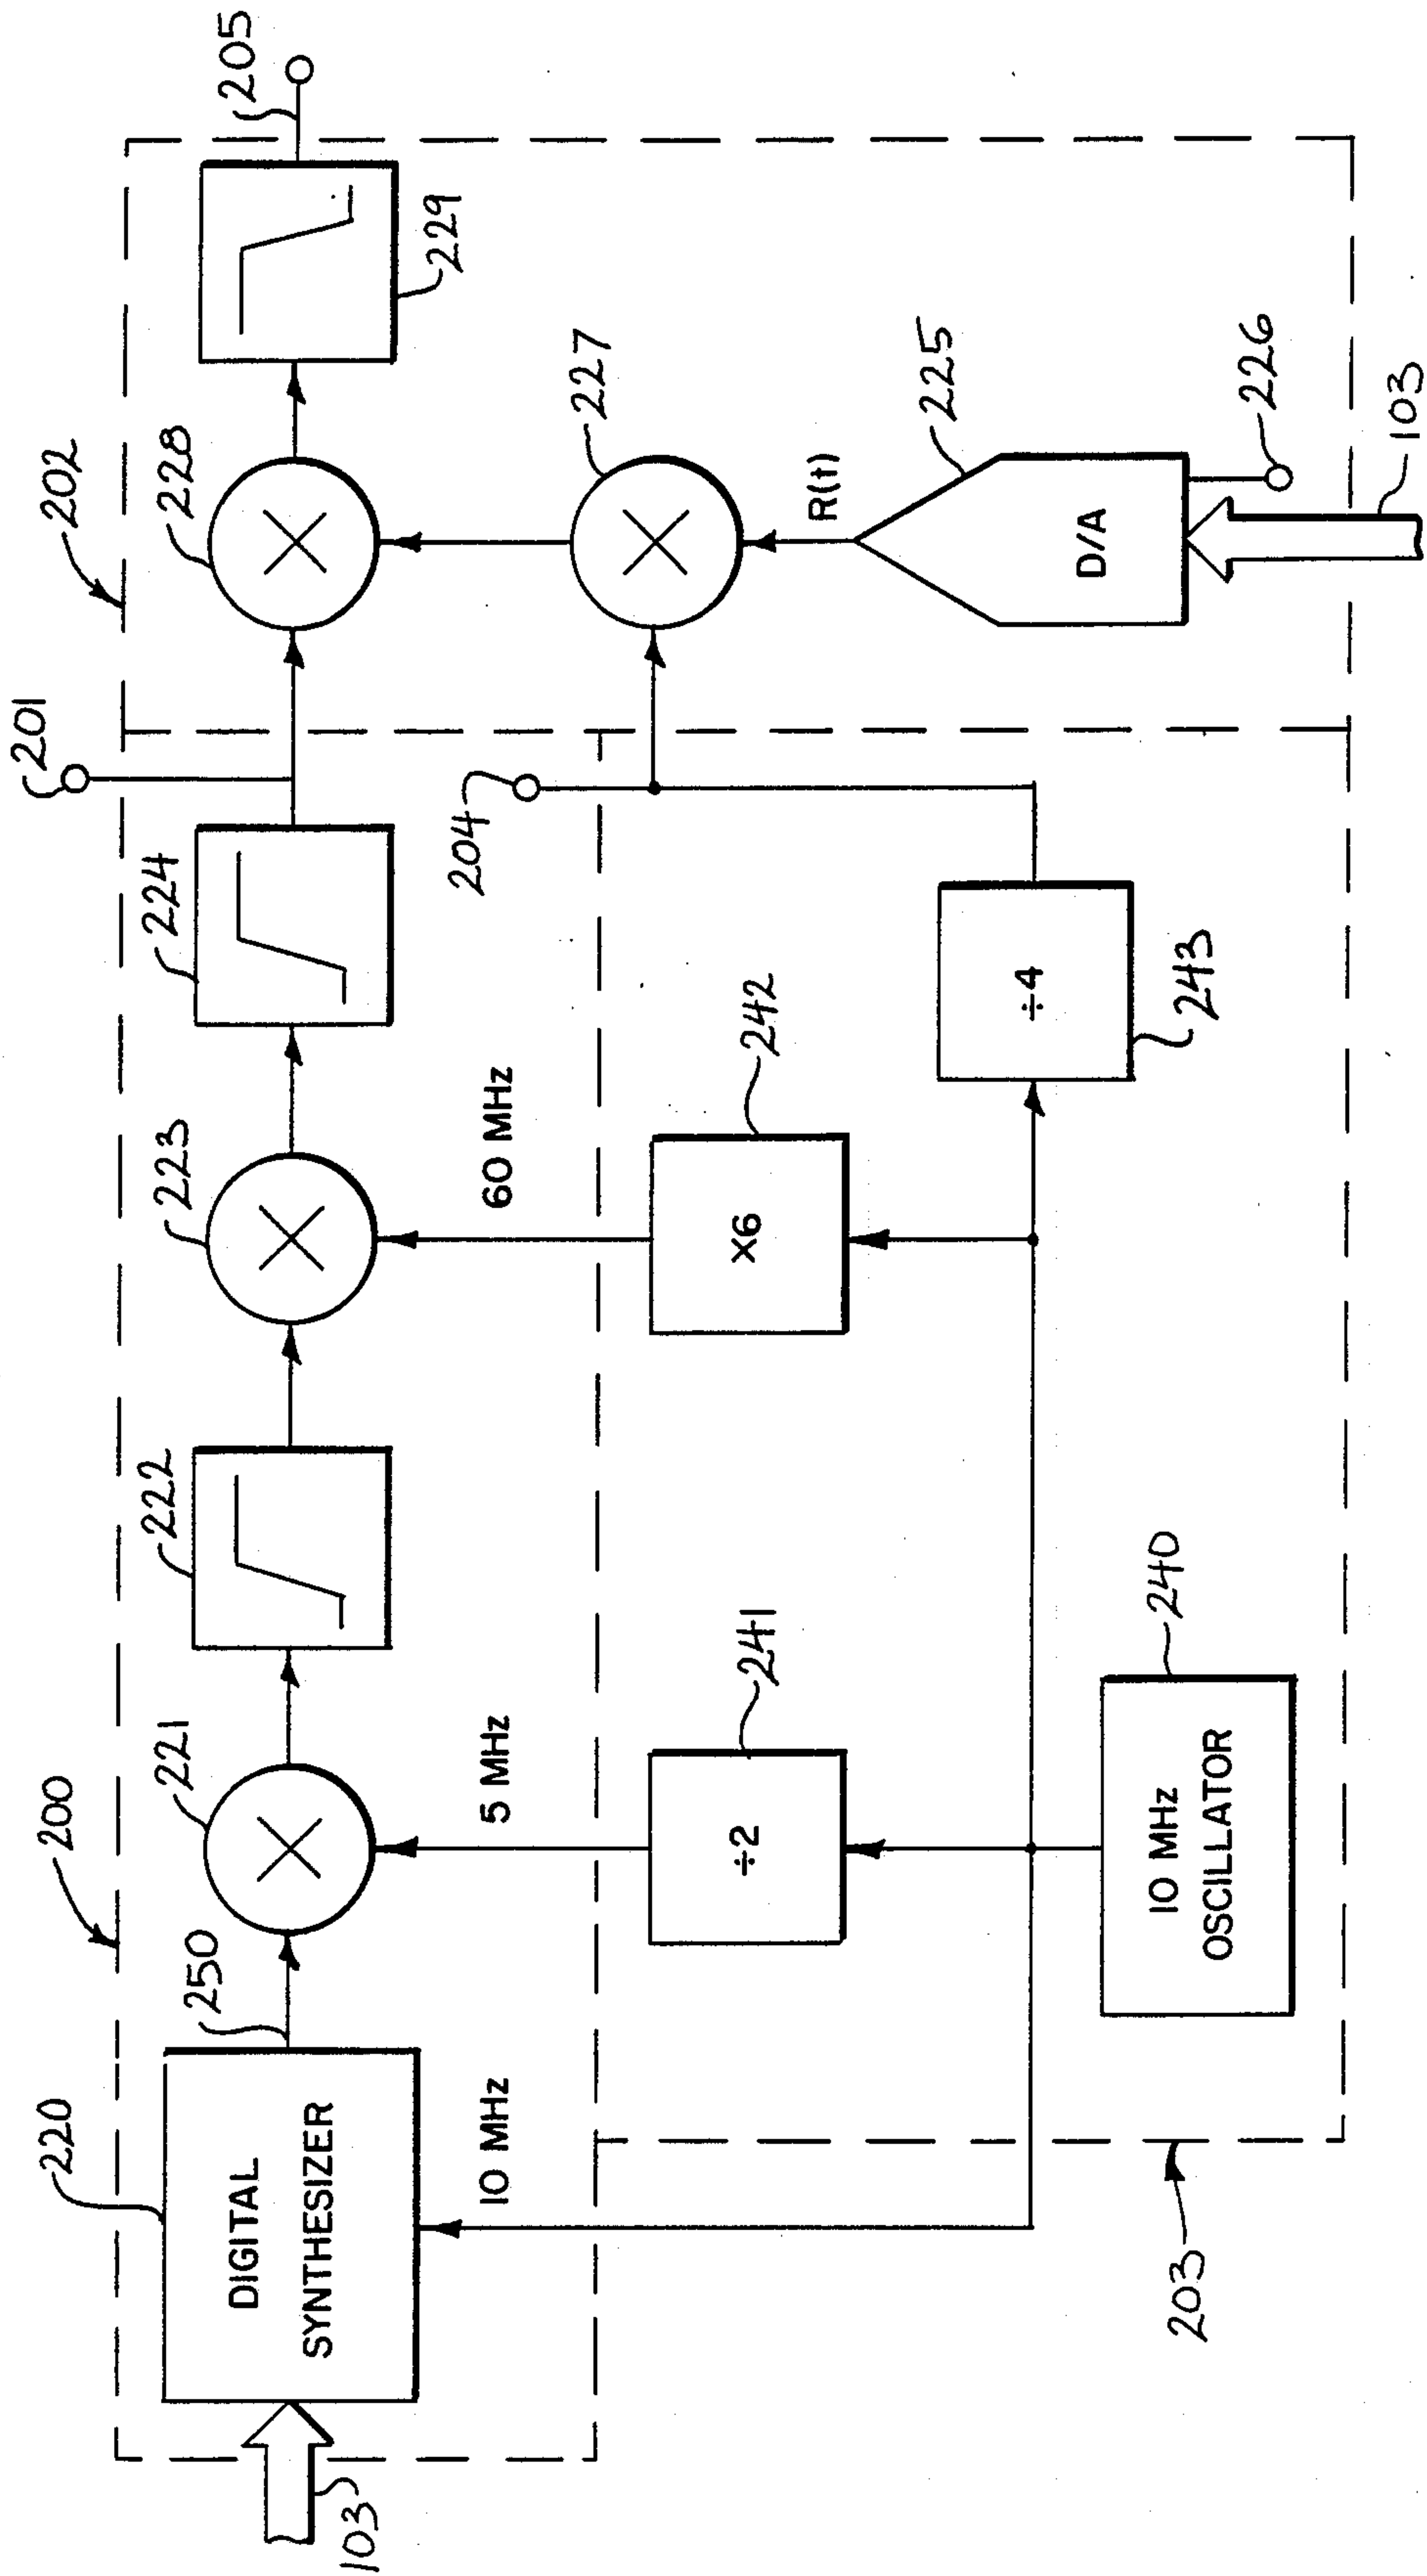 200
202
201
205
220
250
221
222
223
224
228
229
DIGITAL
SYNTHESIZER
103
10 MHz
5 MHz
60 MHz
204
227
241
÷2
242
X6
R(t)
225
÷4
243
D/A
226
10 MHz
OSCILLATOR
240
203
103